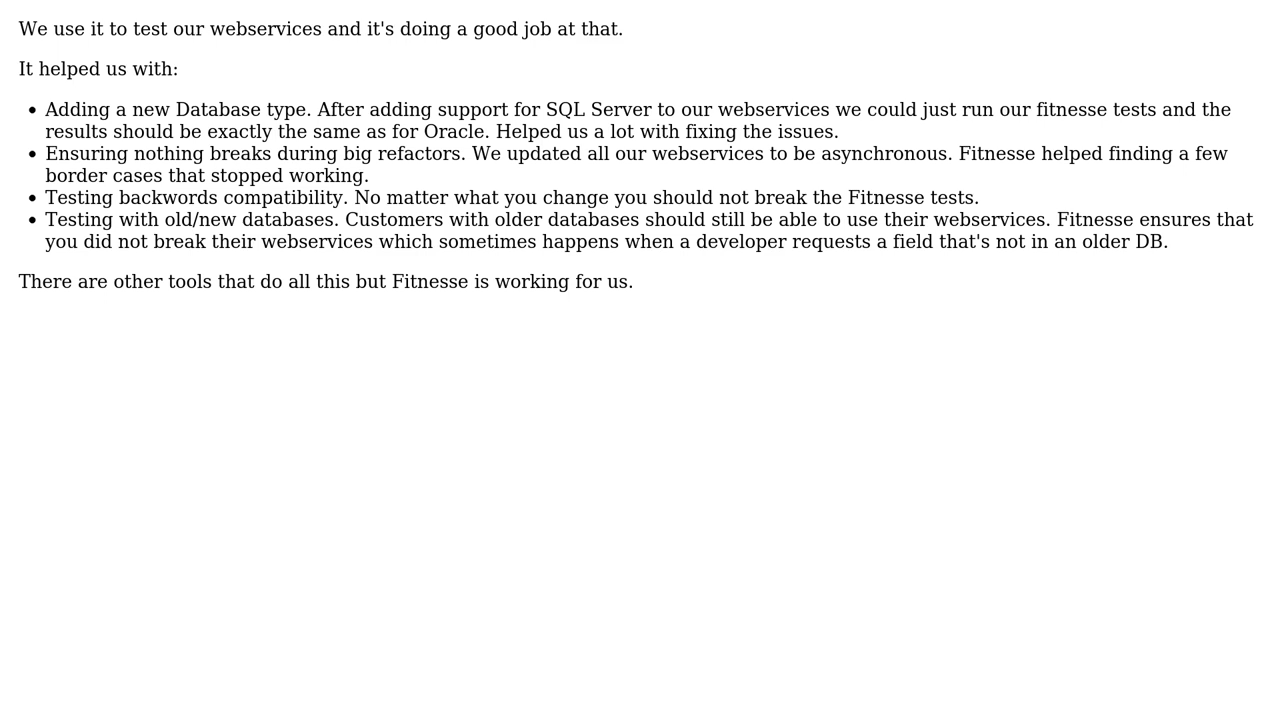 We use it to test our webservices and it's doing a good job at that.
It helped us with:
• Adding a new Database type. After adding support for SQL Server to our webservices we could just run our fitnesse tests and the
results should be exactly the same as for Oracle. Helped us a lot with fixing the issues.
• Ensuring nothing breaks during big refactors. We updated all our webservices to be asynchronous. Fitnesse helped finding a few
border cases that stopped working.
• Testing backwords compatibility. No matter what you change you should not break the Fitnesse tests.
• Testing with old/new databases. Customers with older databases should still be able to use their webservices. Fitnesse ensures that
you did not break their webservices which sometimes happens when a developer requests a field that's not in an older DB.
There are other tools that do all this but Fitnesse is working for us.